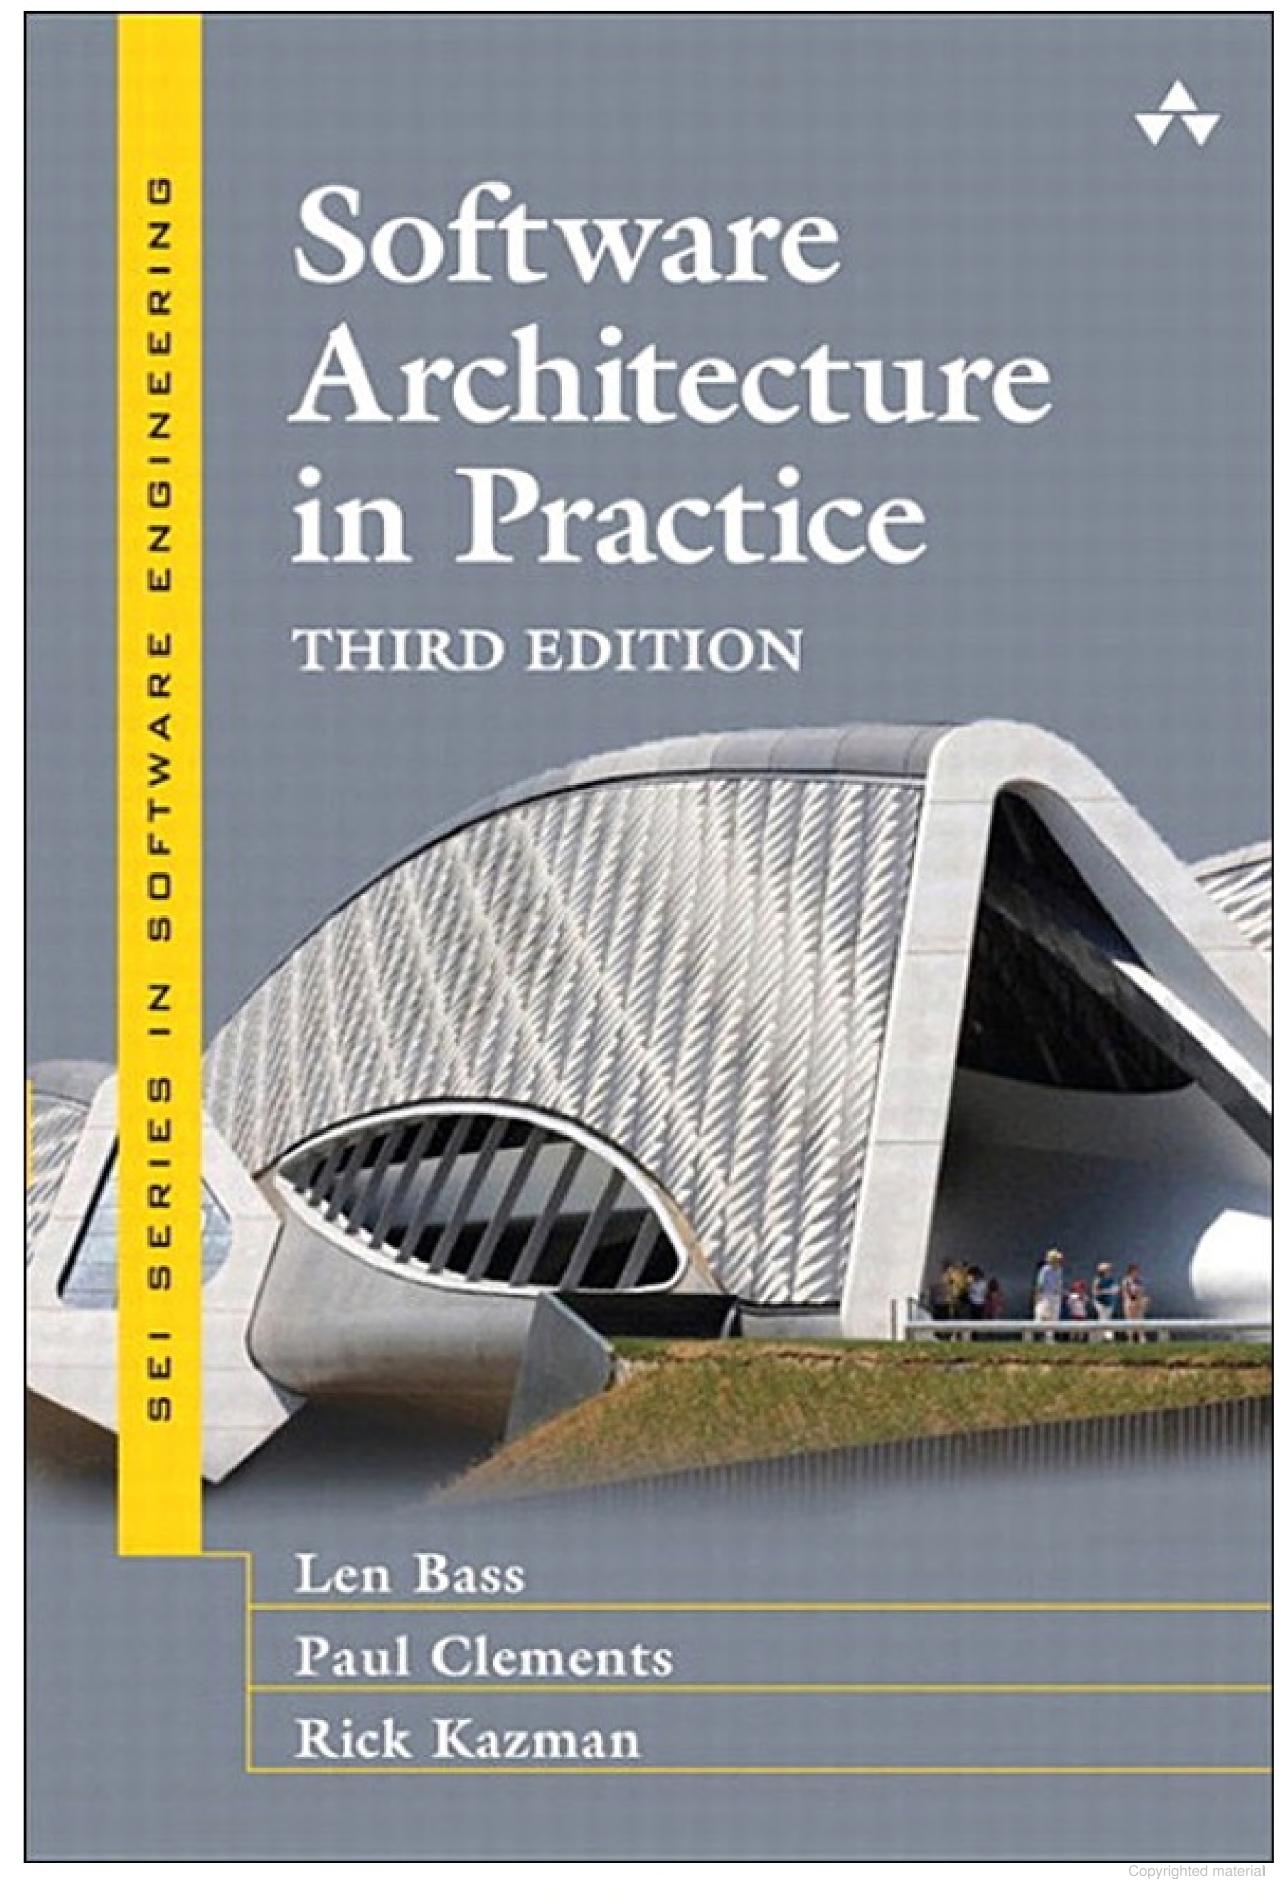 SEI SERIES IN SOFTWARE ENGINEERING
Software
Architecture
in Practice
THIRD EDITION
Len Bass
Paul Clements
Rick Kazman
Copyrighted material